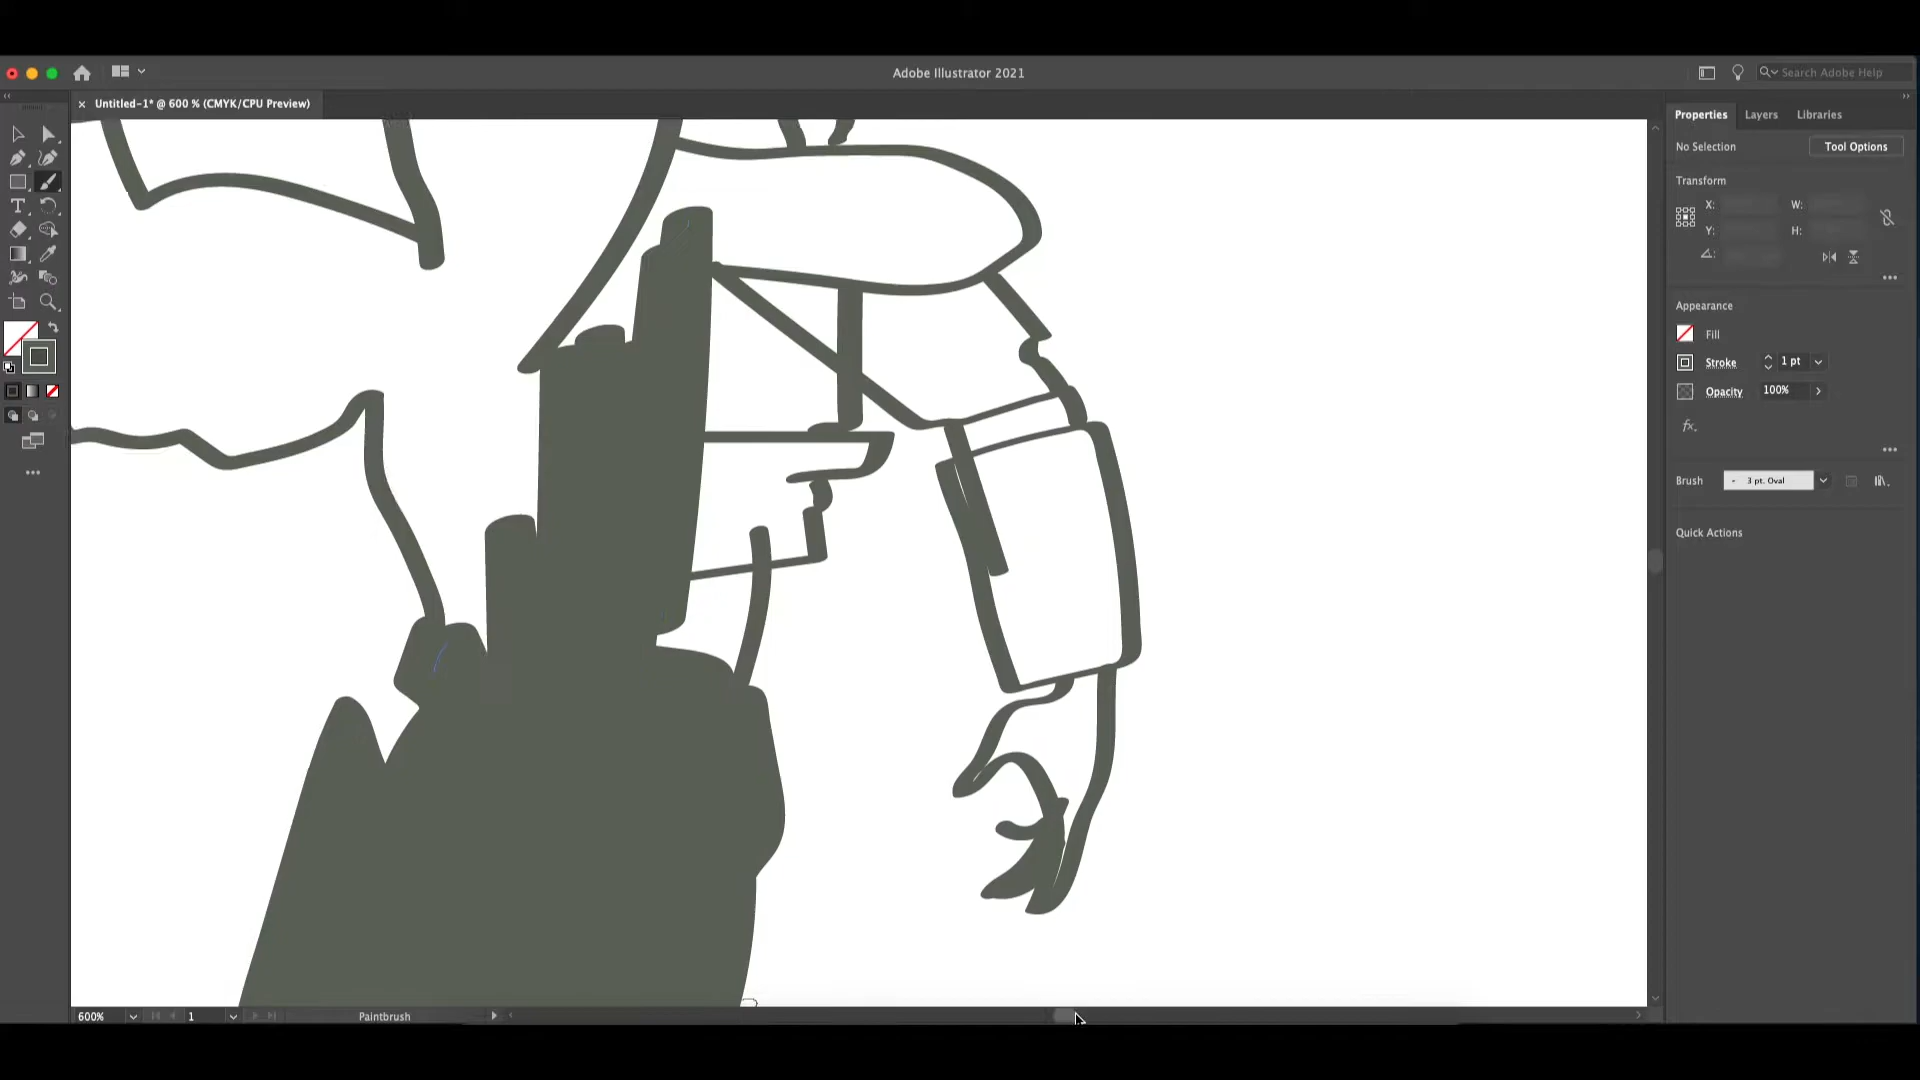 Adobe Illustrator 2021
Search Adobe Help
Untitled-1* @ 600 % (CMYK/CPU Preview)
Properties
Layers
Libraries
No Selection
Tool Options
Transform
X:
W:
Y:
H:
Appearance
Fill
Stroke
1 pt
Opacity
100%
fx
Brush
3 pt. Oval
Quick Actions
600%
1
Paintbrush